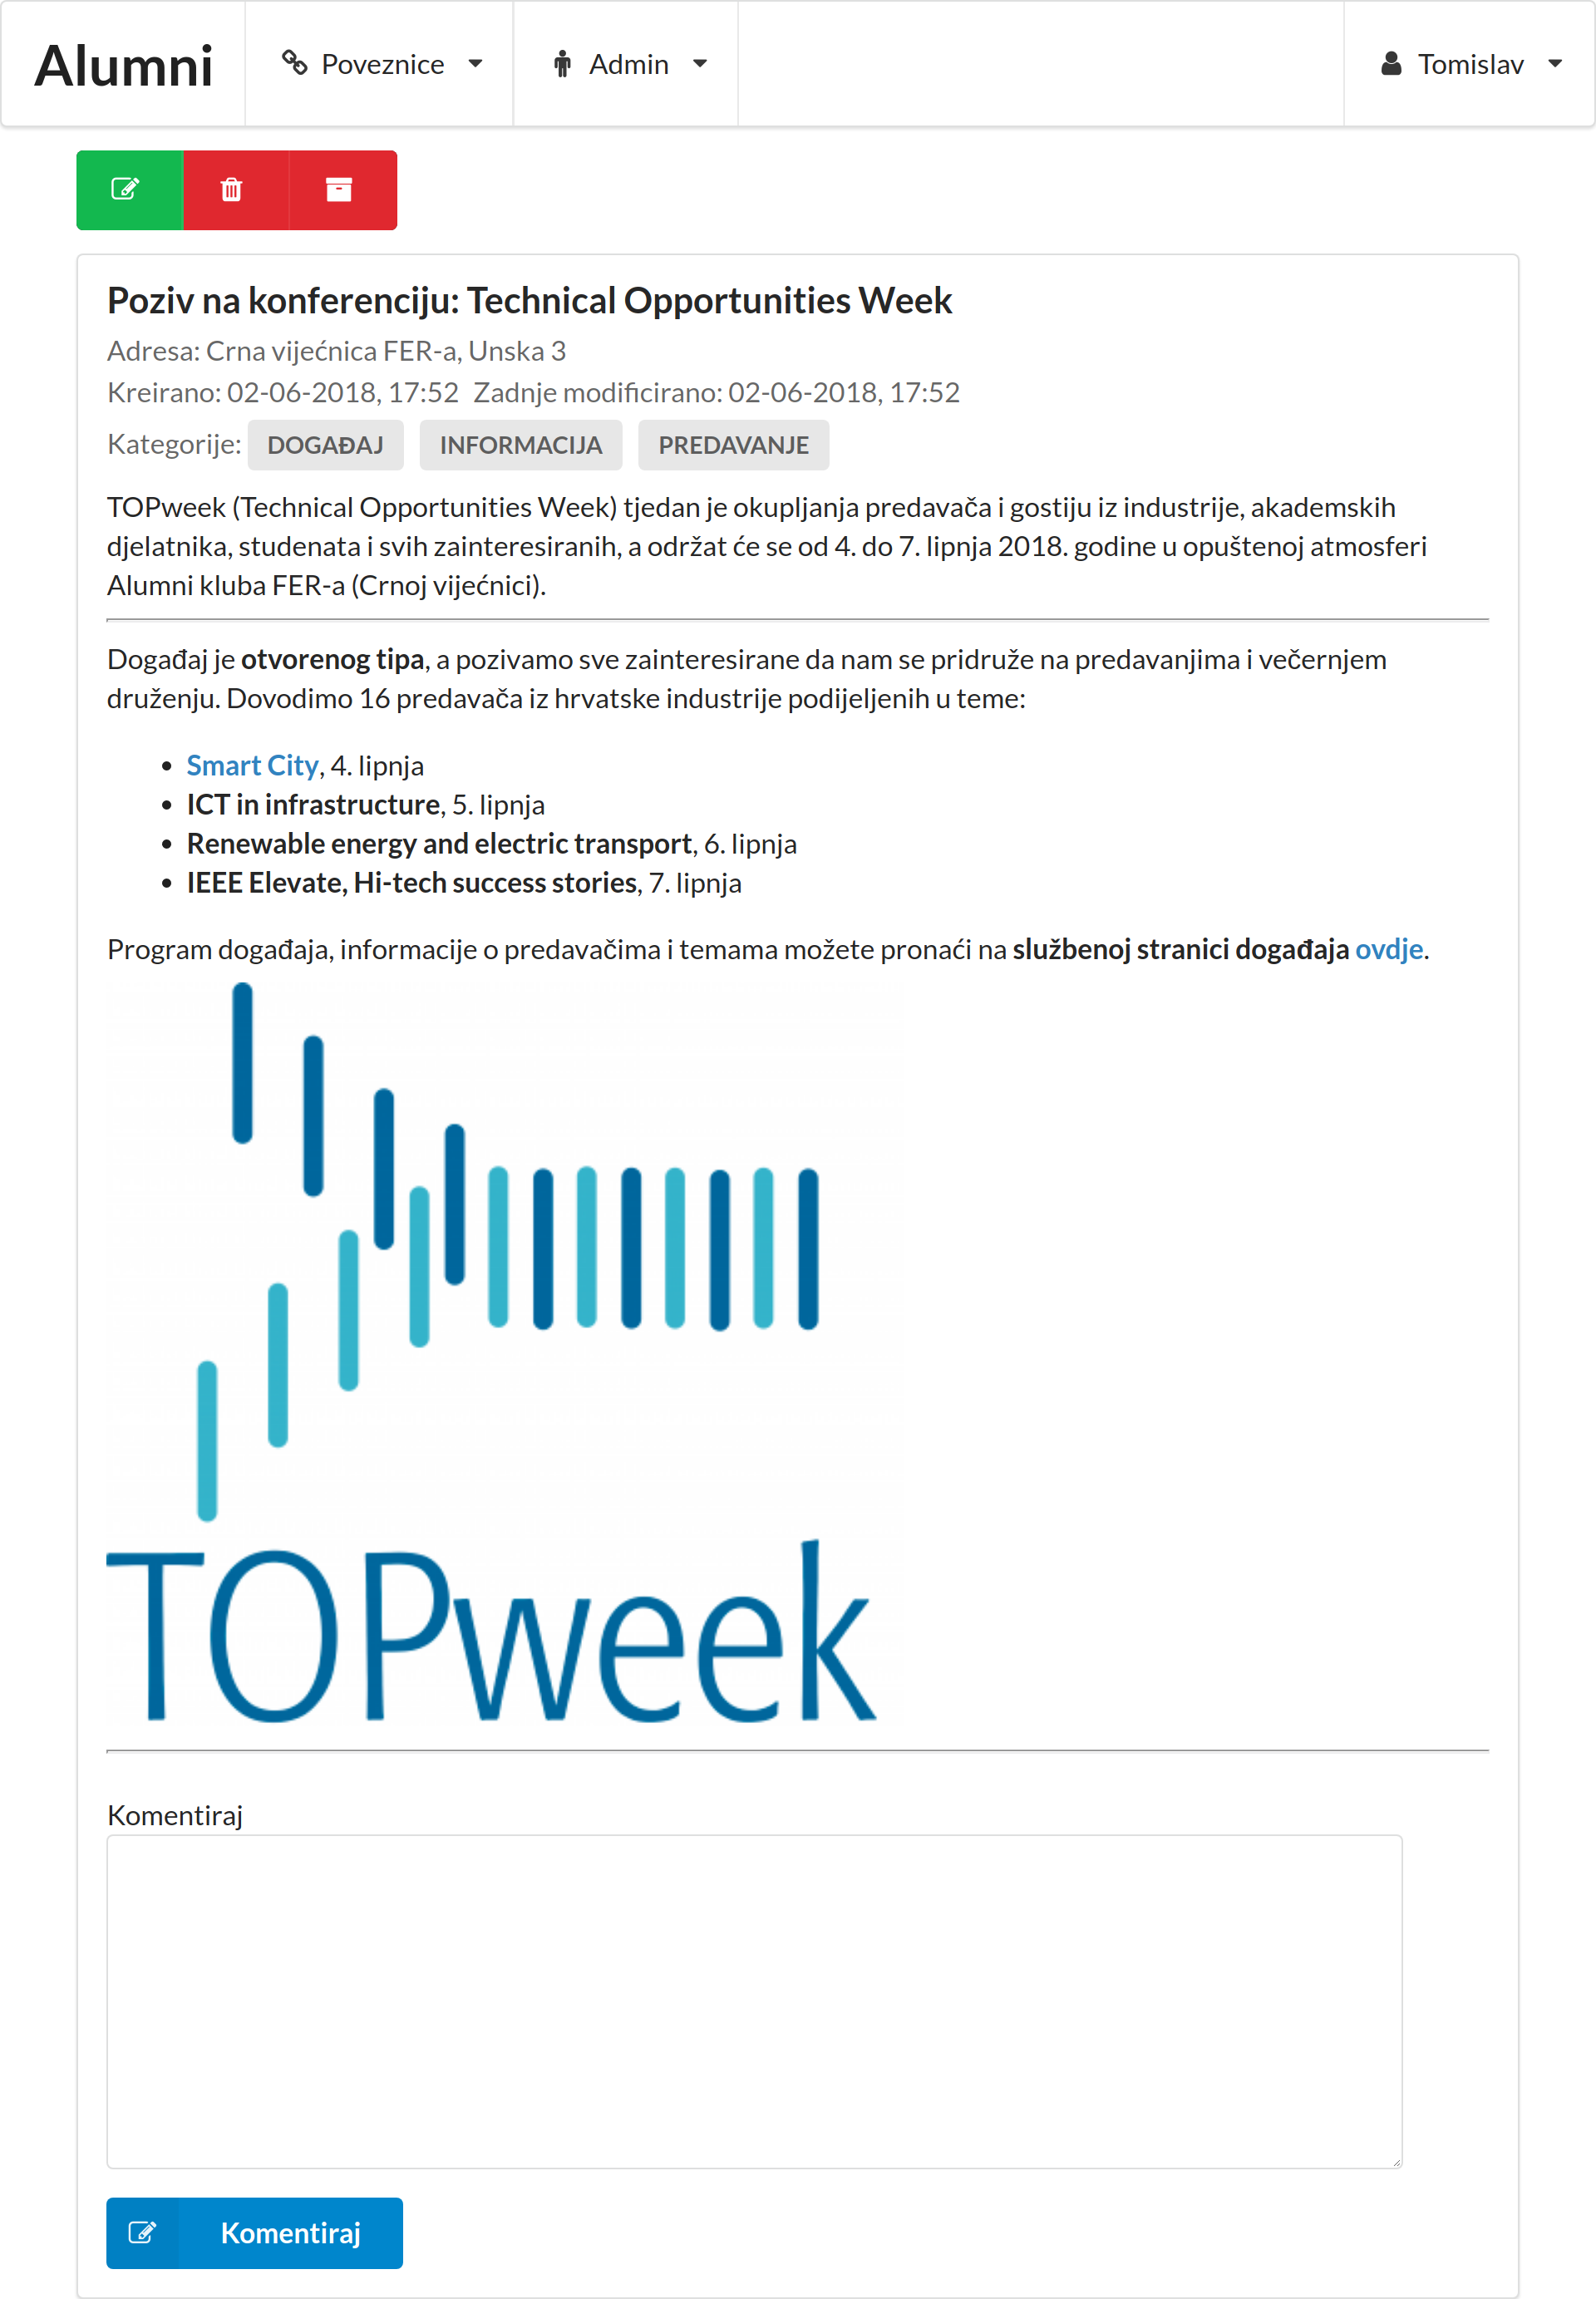 Alumni
Poveznice
Admin
Tomislav
Poziv na konferenciju: Technical Opportunities Week
Adresa: Crna vijećnica FER-a, Unska 3
Kreirano: 02-06-2018, 17:52 Zadnje modificirano: 02-06-2018, 17:52
Kategorije: DOGAĐAJ INFORMACIJA PREDAVANJE
TOPweek (Technical Opportunities Week) tjedan je okupljanja predavača i gostiju iz industrije, akademskih
djelatnika, studenata i svih zainteresiranih, a održat će se od 4. do 7. lipnja 2018. godine u opuštenoj atmosferi
Alumni kluba FER-a (Crnoj vijećnici).
Događaj je otvorenog tipa, a pozivamo sve zainteresirane da nam se pridruže na predavanjima i večernjem
druženju. Dovodimo 16 predavača iz hrvatske industrije podijeljenih u teme:
• Smart City, 4. lipnja
• ICT in infrastructure, 5. lipnja
• Renewable energy and electric transport, 6. lipnja
• IEEE Elevate, Hi-tech success stories, 7. lipnja
Program događaja, informacije o predavačima i temama možete pronaći na službenoj stranici događaja ovdje.
TOPweek
Komentiraj
Komentiraj